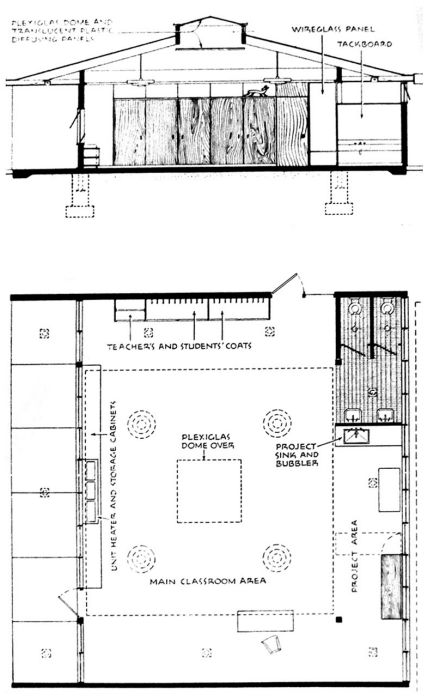 PLEXIGLAS DOME AND
TRANSLUCENT PLASTIC
DIFFUSING PANELS
WIREGLASS PANEL
TACKBOARD
TEACHER'S AND STUDENTS' COATS
UNIT HEATER AND STORAGE CABINETS
PLEXIGLAS
DOME OVER
PROJECT
SINK AND
BUBBLER
PROJECT AREA
MAIN CLASSROOM AREA